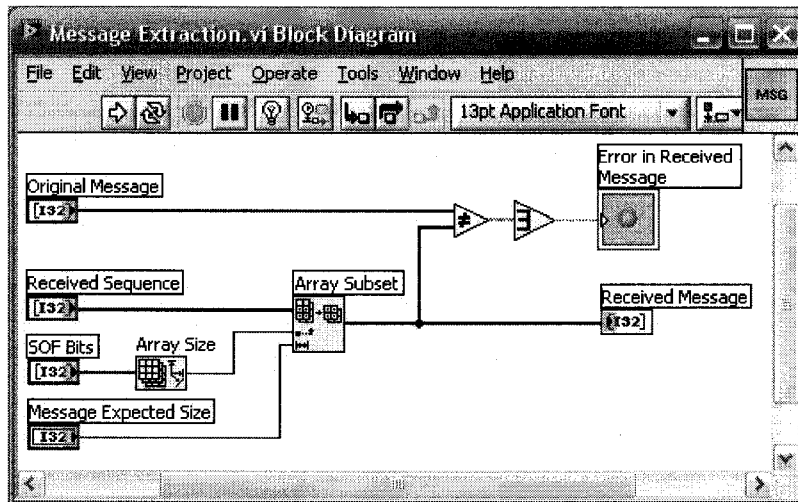 Message Extraction.vi Block Diagram
File Edit View Project Operate Tools Window Help
13pt Application Font
MSG
Error in Received
Message
Original Message
[I32]
Received Sequence
Array Subset
[I32]
Received Message
[I32]
SOF Bits
Array Size
[I32]
Message Expected Size
I32